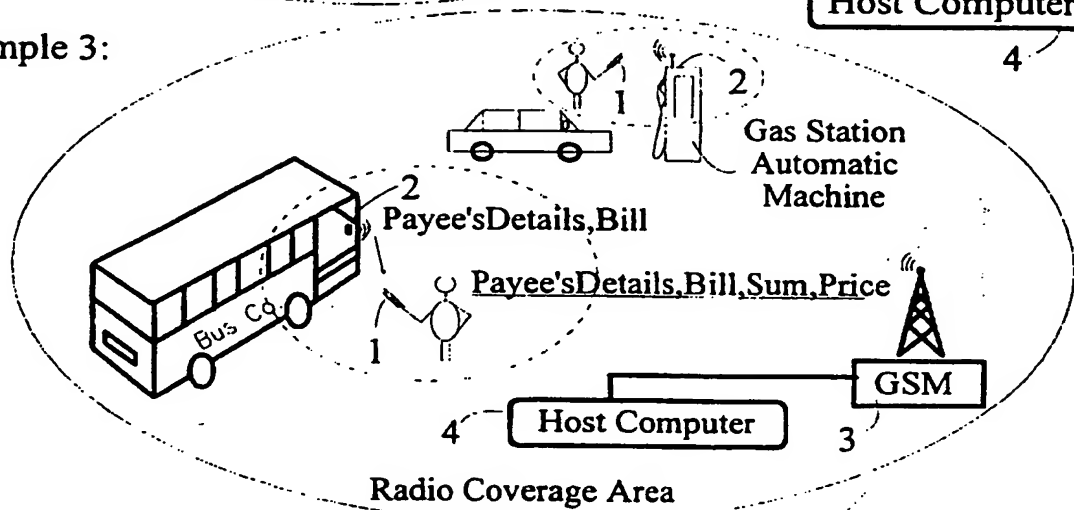 Host Computer
4
mple 3:
1
2
Gas Station
Automatic
Machine
2
Payee'sDetails,Bill
Payee'sDetails,Bill,Sum,Price
Bus Co
1
GSM
3
4
Host Computer
Radio Coverage Area